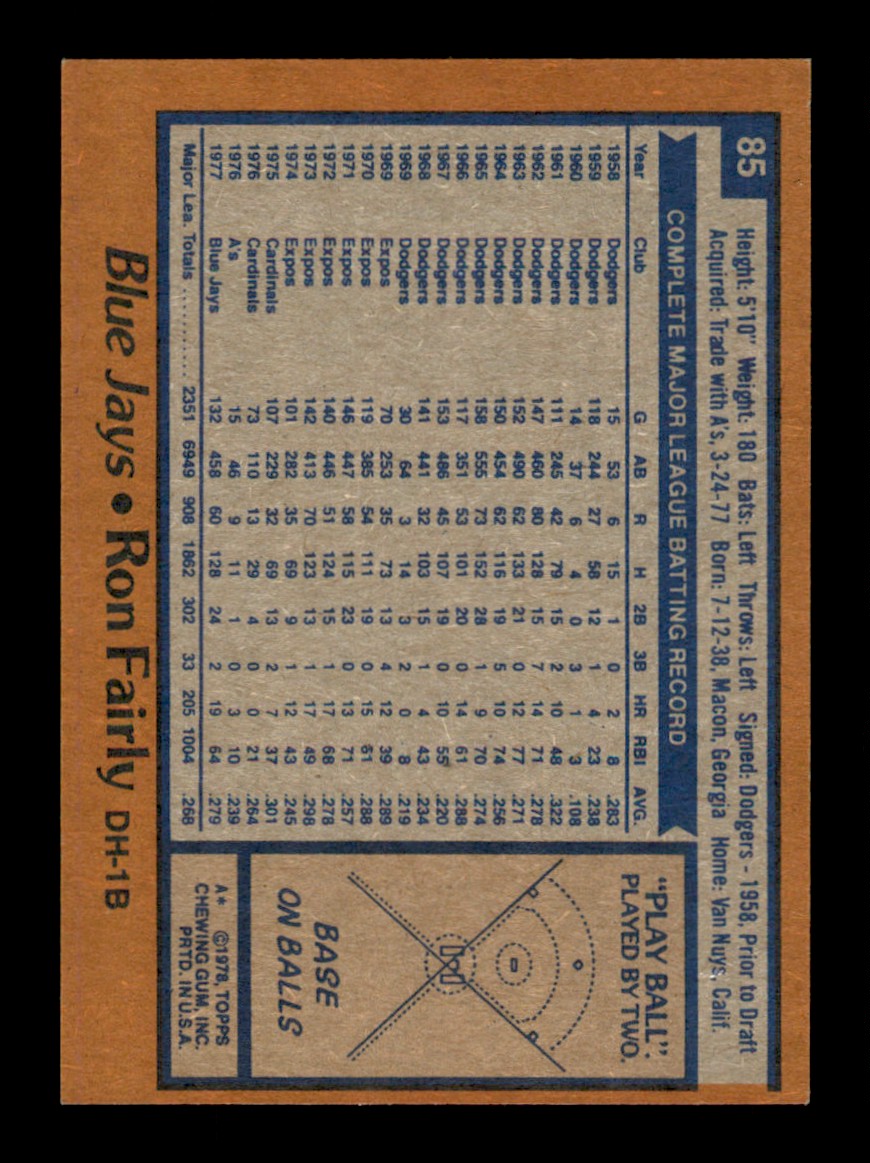 85
Height: 5'10" Weight: 180 Bats: Left Throws: Left Signed: Dodgers - 1958, Prior to Draft
Acquired: Trade with A's, 3-24-77 Born: 7-12-38, Macon, Georgia Home: Van Nuys, Calif.
COMPLETE MAJOR LEAGUE BATTING RECORD
Year Club G AB R H 2B 3B HR RBI AVG.
1958 Dodgers 15 53 6 15 1 0 2 8 .283
1959 Dodgers 118 244 27 58 12 1 4 23 .238
1960 Dodgers 14 37 6 4 0 3 1 3 .108
1961 Dodgers 111 245 42 79 15 2 10 48 .322
1962 Dodgers 147 460 80 128 15 7 14 71 .278
1963 Dodgers 152 490 62 133 21 0 12 77 .271
1964 Dodgers 150 454 62 116 19 5 10 74 .256
1965 Dodgers 158 555 73 152 28 1 9 70 .274
1966 Dodgers 117 351 53 101 20 0 14 61 .288
1967 Dodgers 153 486 45 107 19 0 10 55 .220
1968 Dodgers 141 441 32 103 15 1 4 43 .234
1969 Dodgers 30 64 3 14 3 2 0 8 .219
1969 Expos 70 253 35 73 13 4 12 39 .289
1970 Expos 119 385 54 111 19 0 15 61 .288
1971 Expos 146 447 58 115 23 0 13 71 .257
1972 Expos 140 446 51 124 15 1 17 68 .278
1973 Expos 142 413 70 123 13 1 17 49 .298
1974 Expos 101 282 35 69 9 1 12 43 .245
1975 Cardinals 107 229 32 69 13 2 7 37 .301
1976 Cardinals 73 110 13 29 4 0 0 21 .264
1976 A's 15 46 9 11 1 0 3 10 .239
1977 Blue Jays 132 458 60 128 24 2 19 64 .279
Major Lea. Totals ........... 2351 6949 908 1862 302 33 205 1004 .268
"PLAY BALL".
PLAYED BY TWO.
BASE
ON BALLS
A* ©1978, TOPPS
CHEWING GUM, INC.
PRTD. IN U.S.A.
Blue Jays • Ron Fairly DH-1B